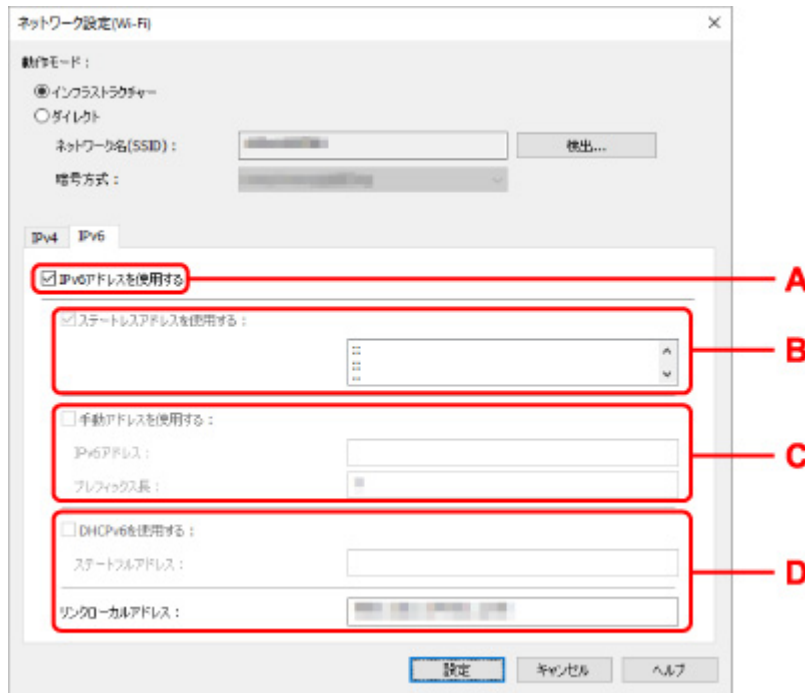 ネットワーク設定(Wi-Fi)
動作モード：
インフラストラクチャー
ダイレクト
ネットワーク名(SSID)：
検出...
暗号方式：
IPv4 IPv6
IPv6アドレスを使用する
A
ステートレスアドレスを使用する：
::
::
::
B
手動アドレスを使用する：
IPv6アドレス：
プレフィックス長：
C
DHCPv6を使用する：
ステートフルアドレス：
D
リンクローカルアドレス：
設定 キャンセル ヘルプ